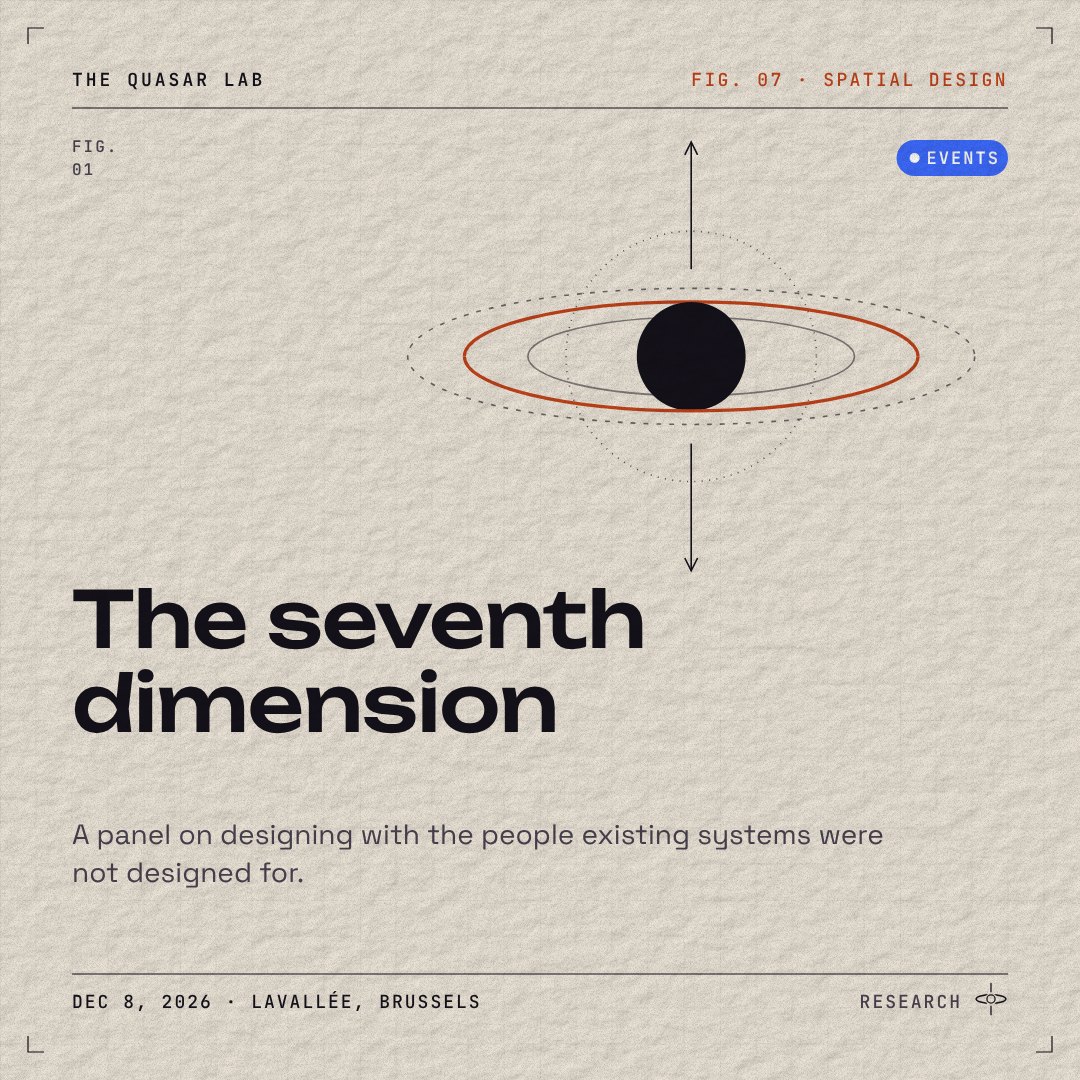 THE QUASAR LAB
FIG. 07 · SPATIAL DESIGN
FIG.
01
EVENTS
The seventh
dimension
A panel on designing with the people existing systems were
not designed for.
DEC 8, 2026 · LAVALLÉE, BRUSSELS
RESEARCH